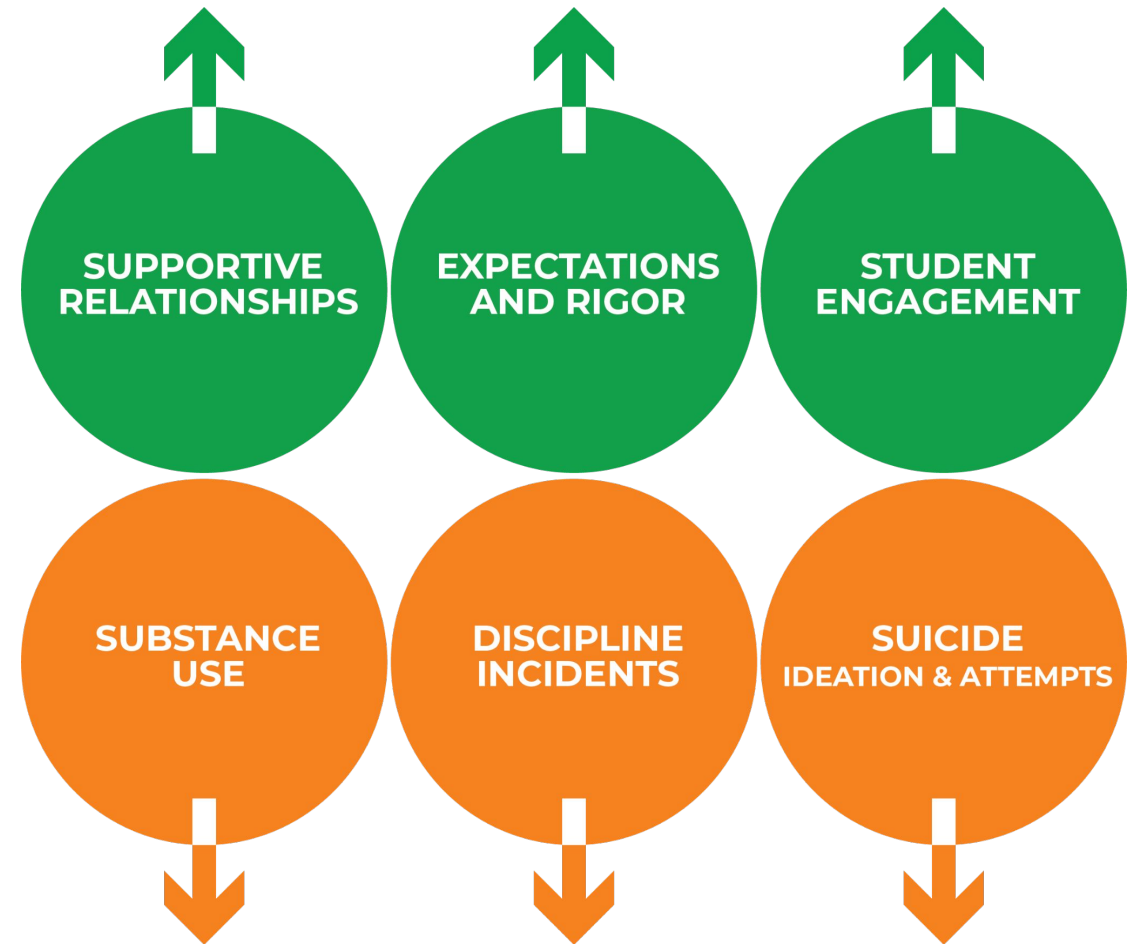 SUPPORTIVE
RELATIONSHIPS
EXPECTATIONS
AND RIGOR
STUDENT
ENGAGEMENT
SUBSTANCE
USE
DISCIPLINE
INCIDENTS
SUICIDE
IDEATION & ATTEMPTS